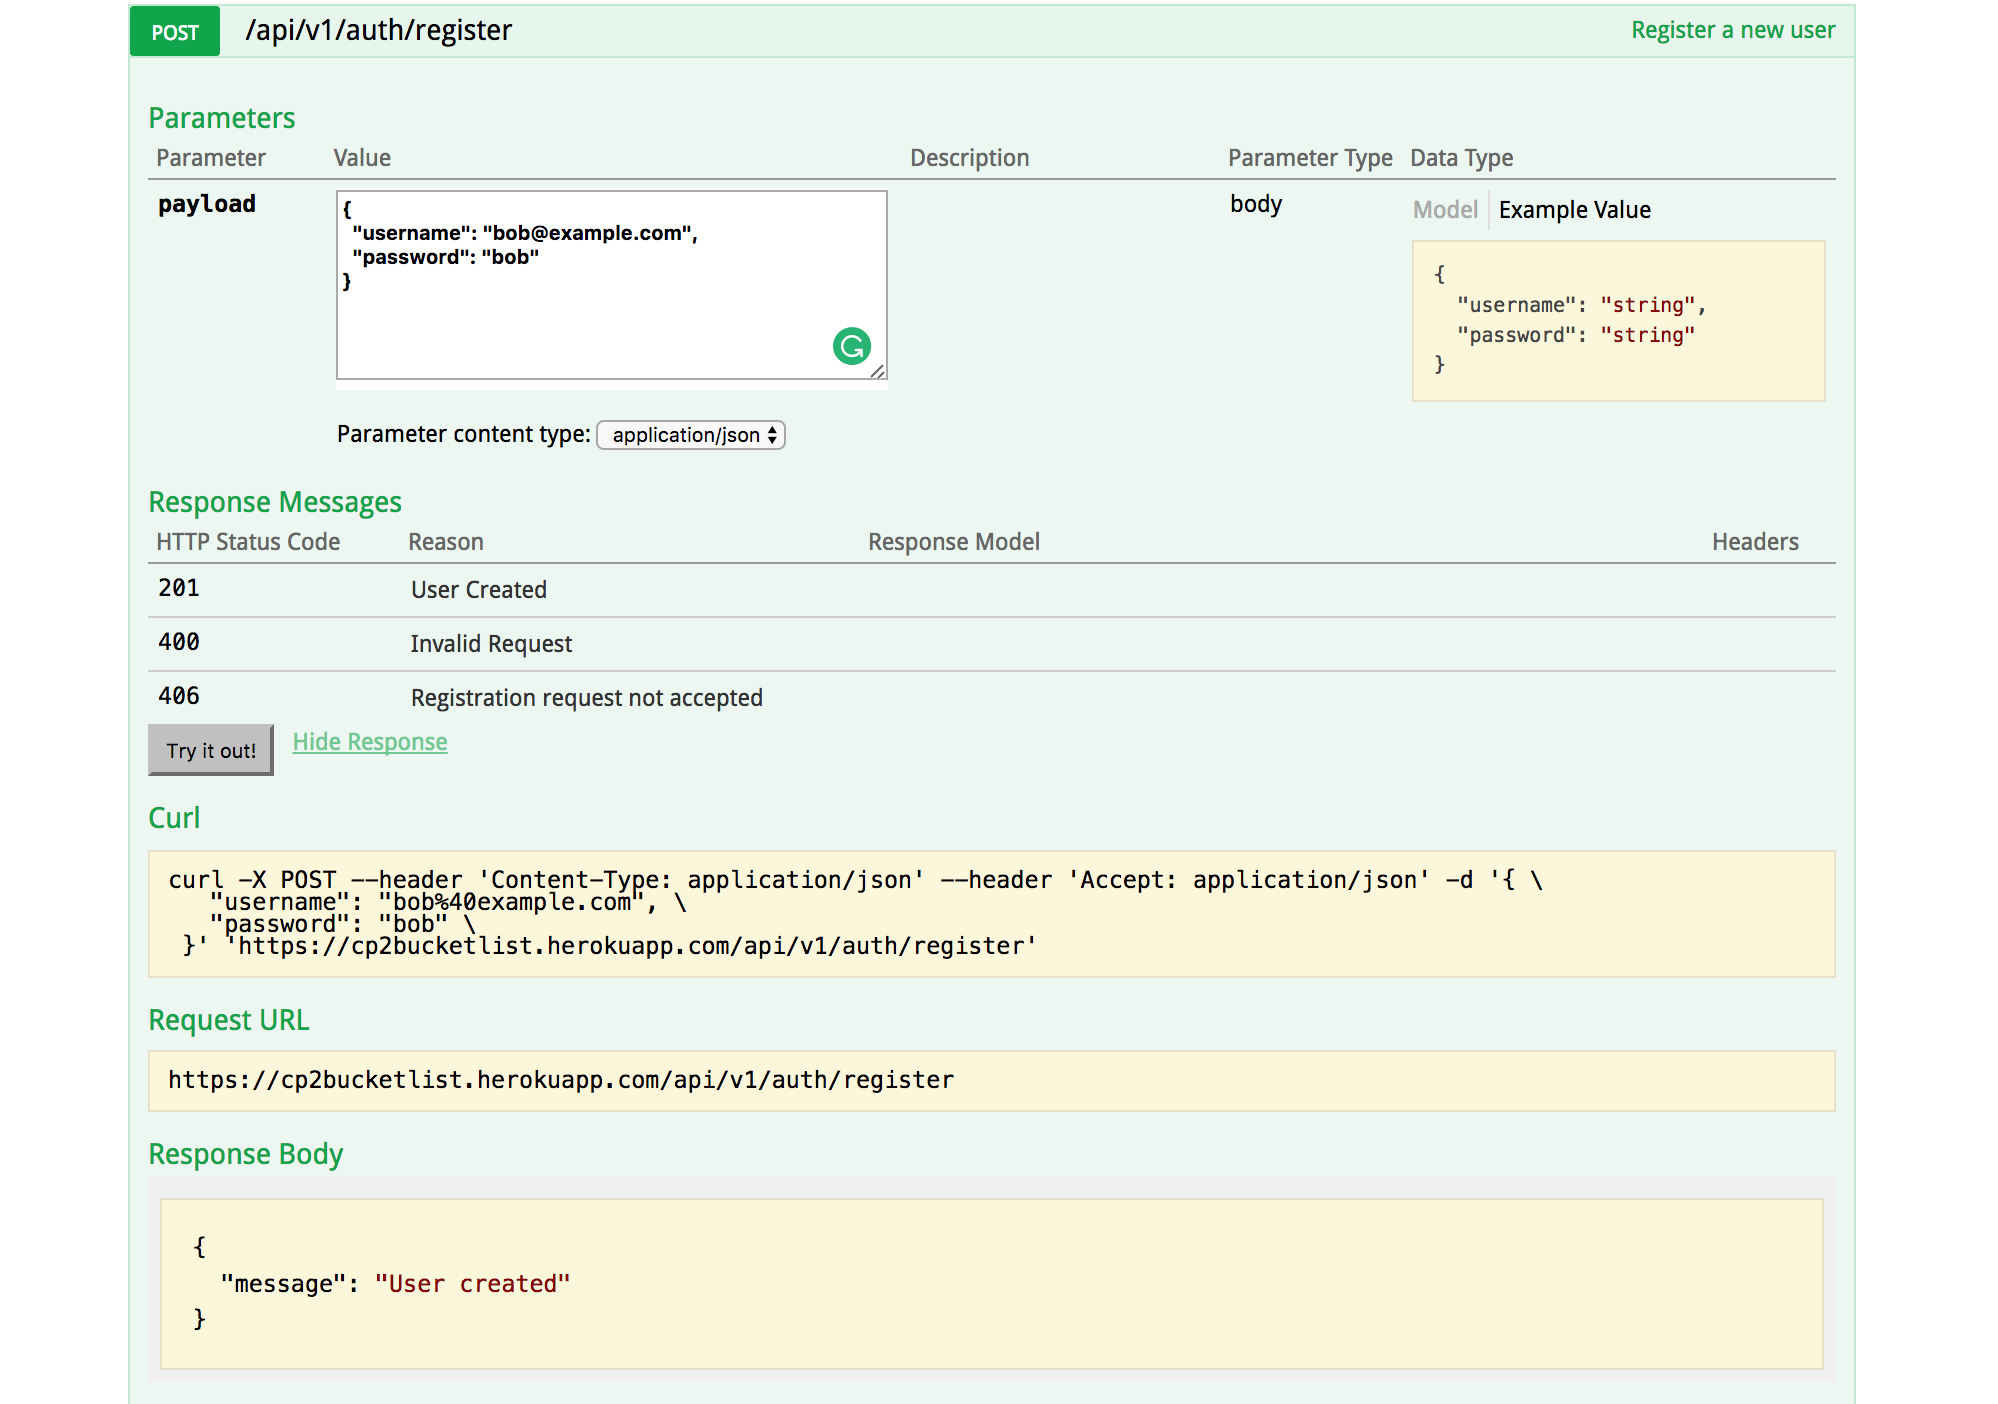 POST /api/v1/auth/register Register a new user
Parameters
Parameter Value Description Parameter Type Data Type
payload
{
"username": "bob@example.com",
"password": "bob"
}
body
Model Example Value
{
"username": "string",
"password": "string"
}
Parameter content type: application/json
Response Messages
HTTP Status Code Reason Response Model Headers
201 User Created
400 Invalid Request
406 Registration request not accepted
Try it out! Hide Response
Curl
curl -X POST --header 'Content-Type: application/json' --header 'Accept: application/json' -d '{ \
"username": "bob%40example.com", \
"password": "bob" \
}' 'https://cp2bucketlist.herokuapp.com/api/v1/auth/register'
Request URL
https://cp2bucketlist.herokuapp.com/api/v1/auth/register
Response Body
{
"message": "User created"
}